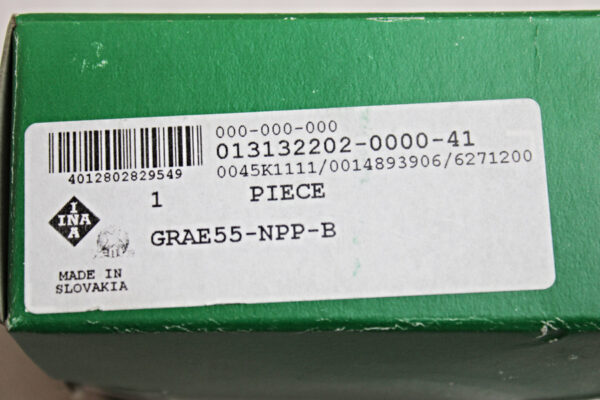 000-000-000
013132202-0000-41
0045K1111/0014893906/6271200
4012802829549
1 PIECE
I
INA
A
GRAE55-NPP-B
MADE IN
SLOVAKIA